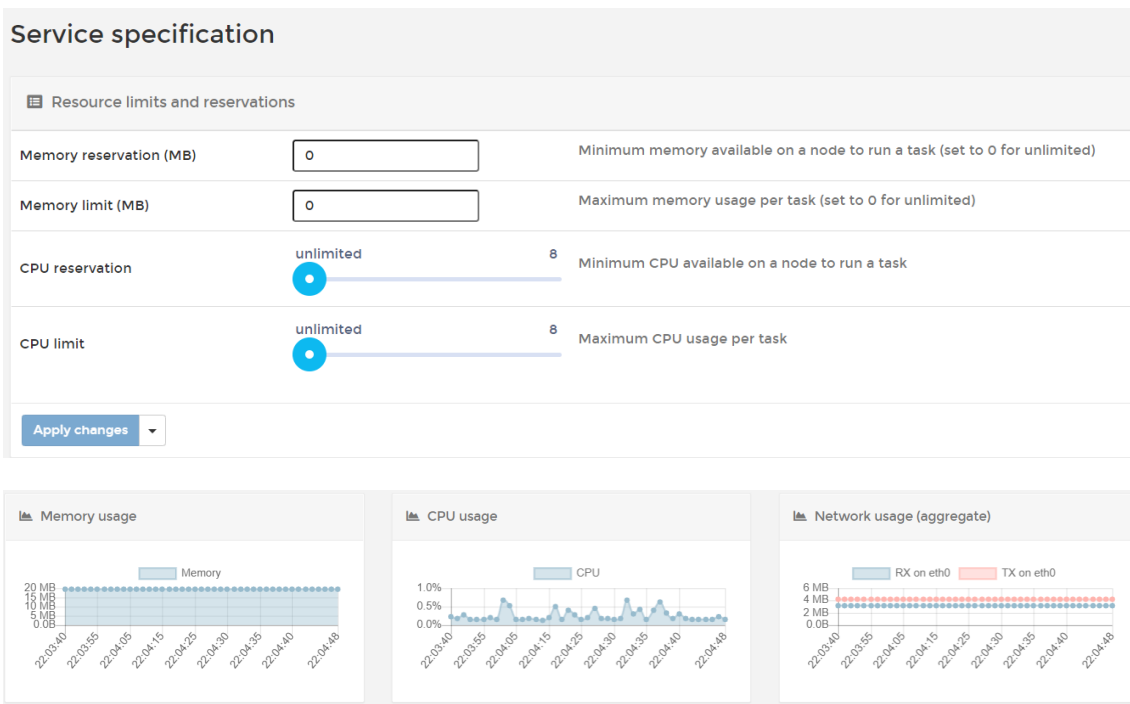 Service specification
Resource limits and reservations
Memory reservation (MB)
0
Minimum memory available on a node to run a task (set to 0 for unlimited)
Memory limit (MB)
0
Maximum memory usage per task (set to 0 for unlimited)
CPU reservation
unlimited
8
Minimum CPU available on a node to run a task
CPU limit
unlimited
8
Maximum CPU usage per task
Apply changes
Memory usage
Memory
20 MB
15 MB
10 MB
5 MB
0.0B
22:03:40
22:03:55
22:04:05
22:04:15
22:04:25
22:04:30
22:04:35
22:04:40
22:04:48
CPU usage
CPU
1.0%
0.5%
0.0%
22:03:40
22:03:55
22:04:05
22:04:15
22:04:25
22:04:30
22:04:35
22:04:40
22:04:48
Network usage (aggregate)
RX on eth0
TX on eth0
6 MB
4 MB
2 MB
0.0B
22:03:40
22:03:55
22:04:05
22:04:15
22:04:25
22:04:30
22:04:35
22:04:40
22:04:48